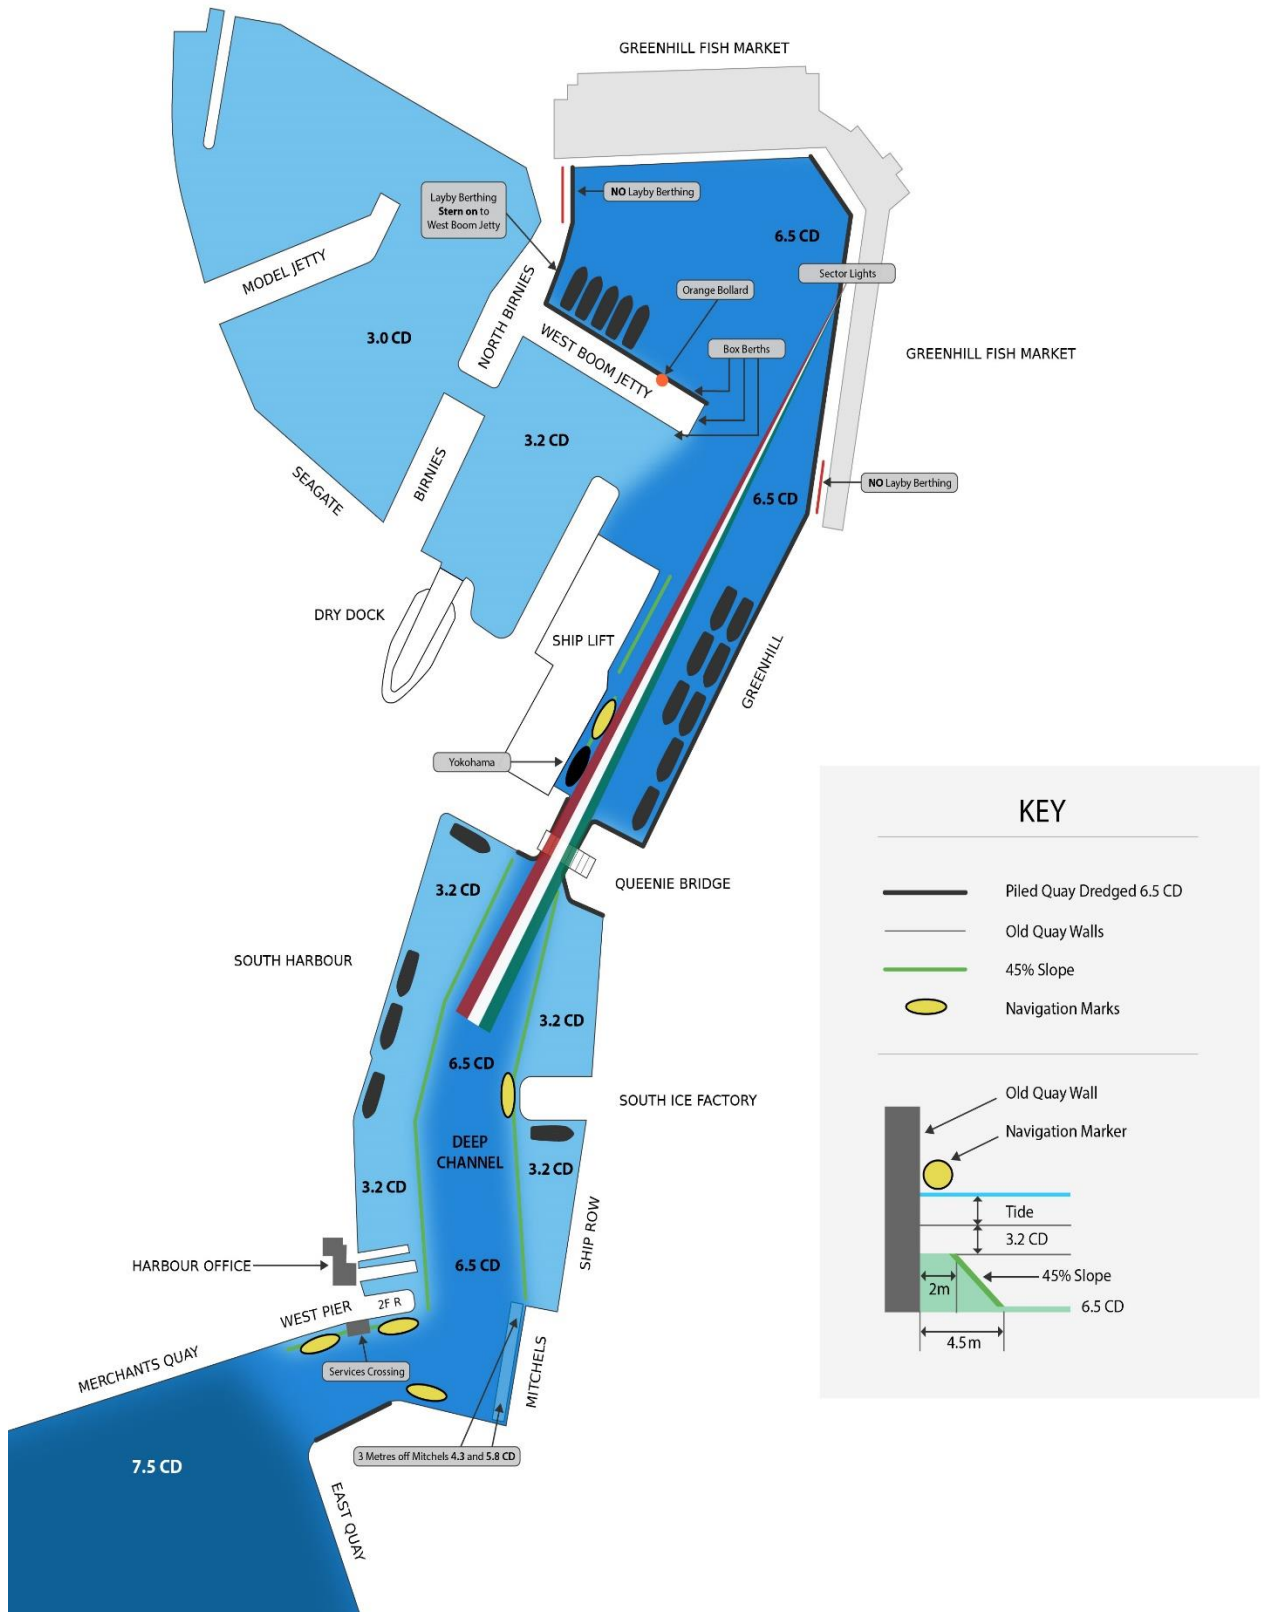 GREENHILL FISH MARKET
NO Layby Berthing
Layby Berthing
Stern on to
West Boom Jetty
6.5 CD
MODEL JETTY
Sector Lights
NORTH BIRNIES
Orange Bollard
3.0 CD
WEST BOOM JETTY
Box Berths
GREENHILL FISH MARKET
3.2 CD
SEAGATE
BIRNIES
NO Layby Berthing
6.5 CD
DRY DOCK
SHIP LIFT
GREENHILL
Yokohama
QUEENIE BRIDGE
3.2 CD
SOUTH HARBOUR
3.2 CD
6.5 CD
SOUTH ICE FACTORY
DEEP
CHANNEL
3.2 CD
3.2 CD
SHIP ROW
HARBOUR OFFICE
6.5 CD
WEST PIER
2F R
MERCHANTS QUAY
Services Crossing
MITCHELS
3 Metres off Mitchels 4.3 and 5.8 CD
7.5 CD
EAST QUAY
KEY
Piled Quay Dredged 6.5 CD
Old Quay Walls
45% Slope
Navigation Marks
Old Quay Wall
Navigation Marker
Tide
3.2 CD
45% Slope
2m
6.5 CD
4.5m